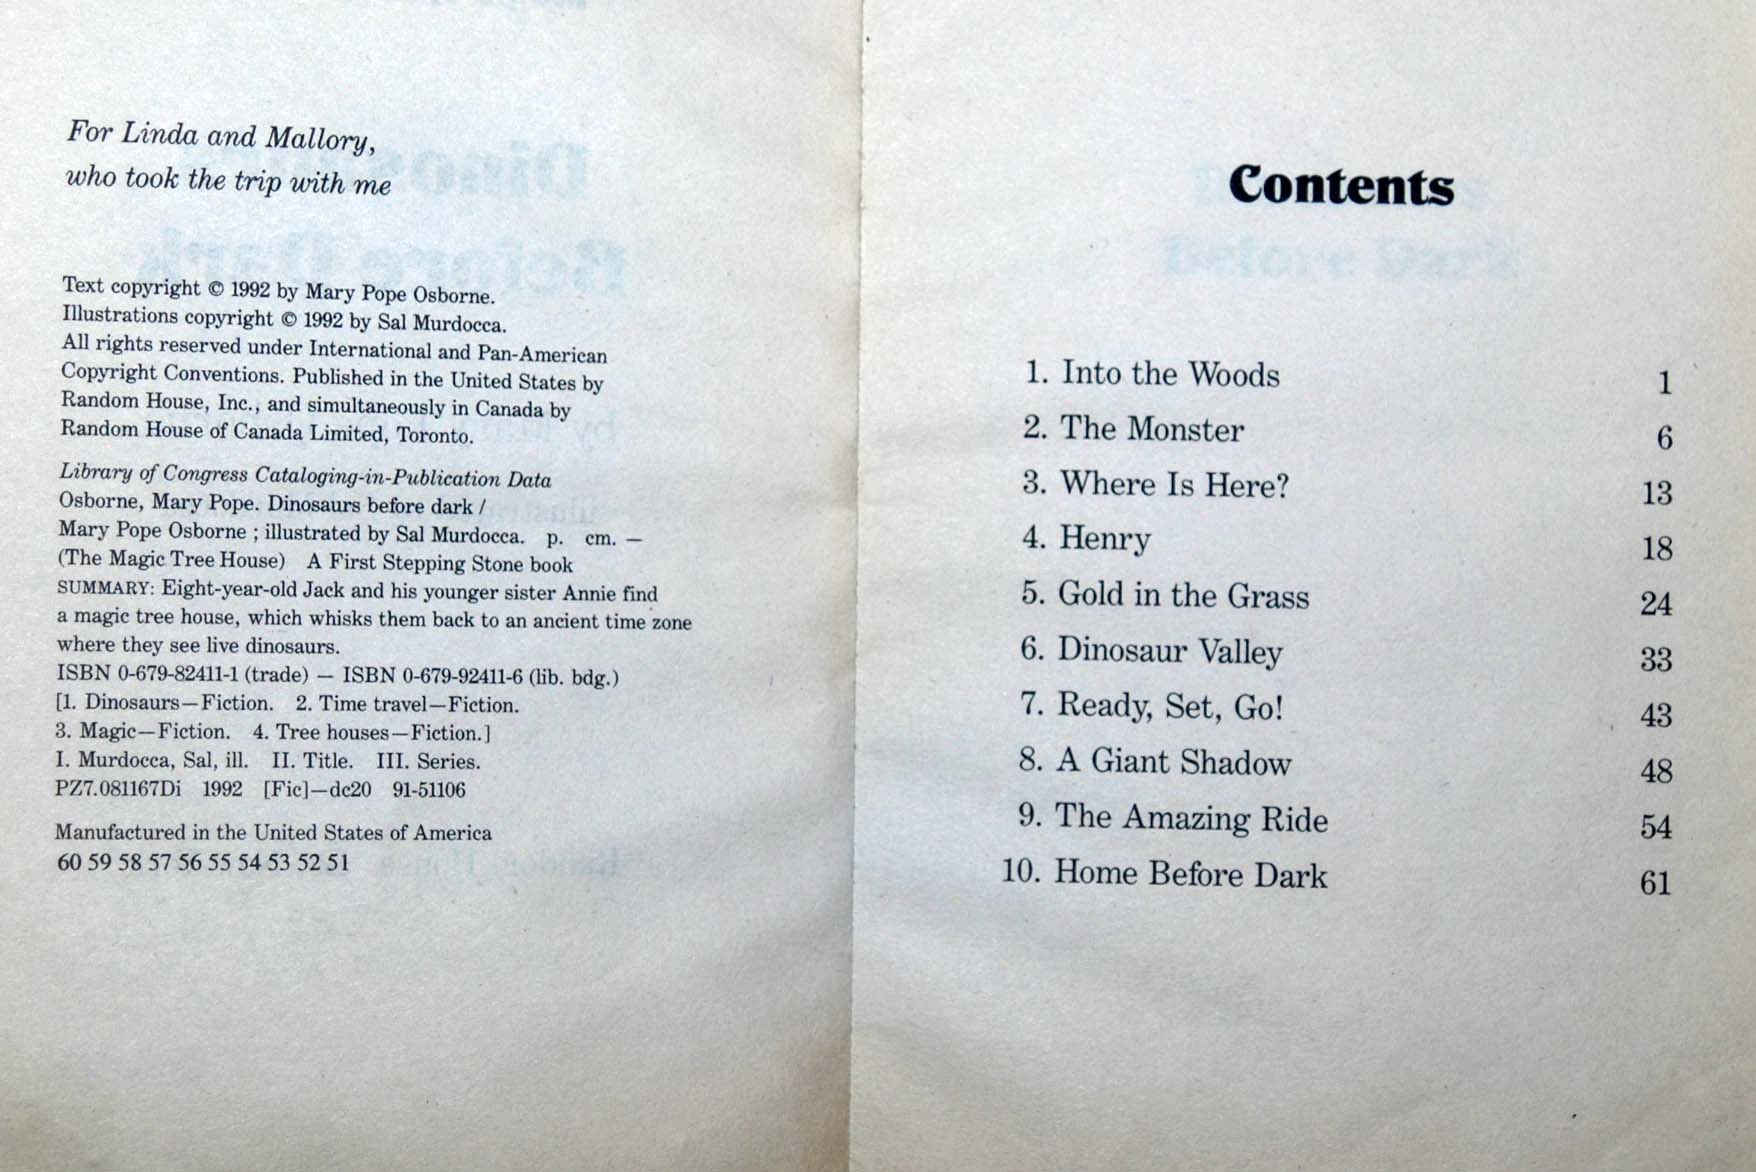 For Linda and Mallory,
who took the trip with me
Text copyright © 1992 by Mary Pope Osborne.
Illustrations copyright © 1992 by Sal Murdocca.
All rights reserved under International and Pan-American
Copyright Conventions. Published in the United States by
Random House, Inc., and simultaneously in Canada by
Random House of Canada Limited, Toronto.
Library of Congress Cataloging-in-Publication Data
Osborne, Mary Pope. Dinosaurs before dark /
Mary Pope Osborne ; illustrated by Sal Murdocca. p. cm. —
(The Magic Tree House) A First Stepping Stone book
SUMMARY: Eight-year-old Jack and his younger sister Annie find
a magic tree house, which whisks them back to an ancient time zone
where they see live dinosaurs.
ISBN 0-679-82411-1 (trade) — ISBN 0-679-92411-6 (lib. bdg.)
[1. Dinosaurs—Fiction. 2. Time travel—Fiction.
3. Magic—Fiction. 4. Tree houses—Fiction.]
I. Murdocca, Sal, ill. II. Title. III. Series.
PZ7.081167Di 1992 [Fic]—dc20 91-51106
Manufactured in the United States of America
60 59 58 57 56 55 54 53 52 51
Contents
1. Into the Woods 1
2. The Monster 6
3. Where Is Here? 13
4. Henry 18
5. Gold in the Grass 24
6. Dinosaur Valley 33
7. Ready, Set, Go! 43
8. A Giant Shadow 48
9. The Amazing Ride 54
10. Home Before Dark 61